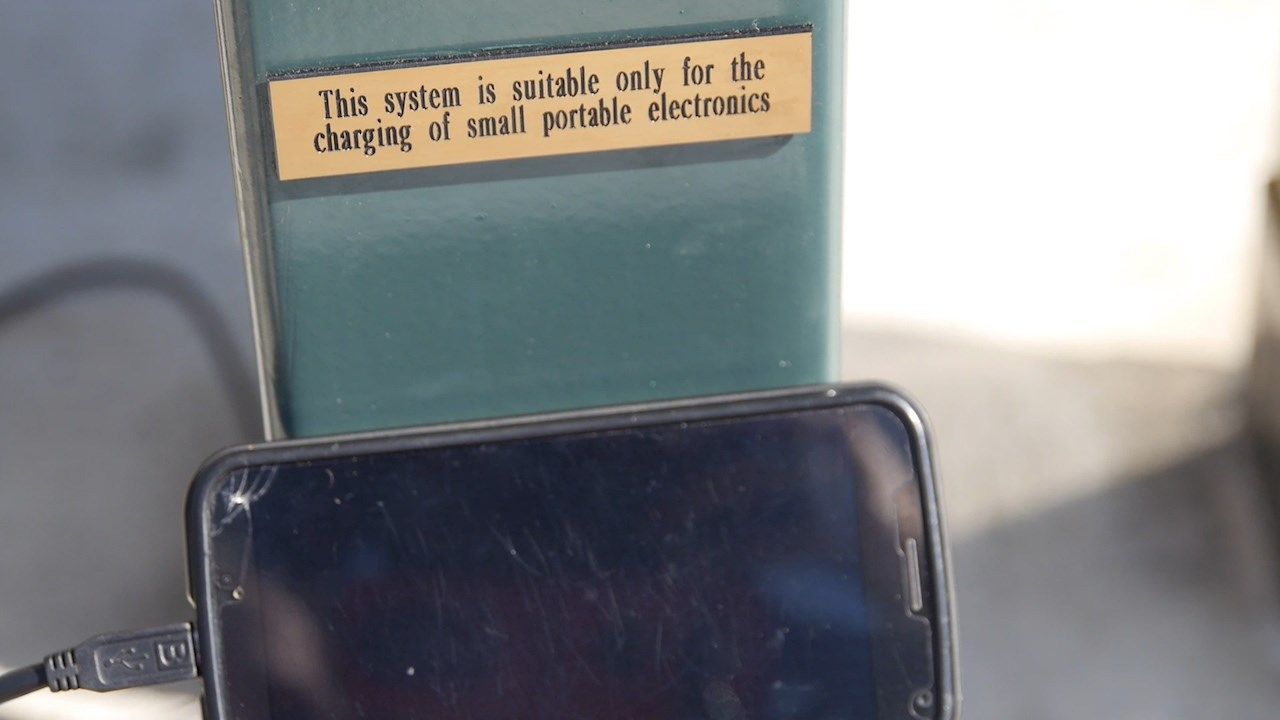 This system is suitable only for the
charging of small portable electronics
B